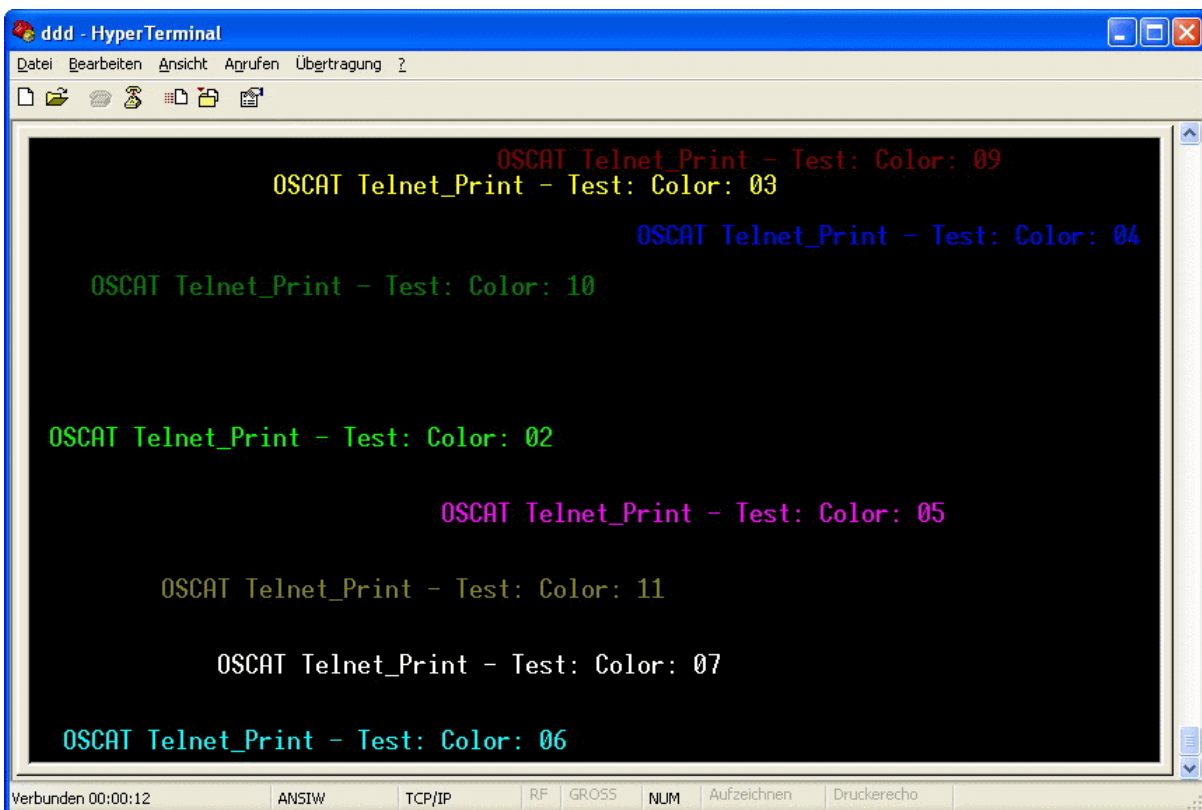 ddd - HyperTerminal
Datei Bearbeiten Ansicht Anrufen Übertragung ?
OSCAT Telnet_Print - Test: Color: 09
OSCAT Telnet_Print - Test: Color: 03
OSCAT Telnet_Print - Test: Color: 04
OSCAT Telnet_Print - Test: Color: 10
OSCAT Telnet_Print - Test: Color: 02
OSCAT Telnet_Print - Test: Color: 05
OSCAT Telnet_Print - Test: Color: 11
OSCAT Telnet_Print - Test: Color: 07
OSCAT Telnet_Print - Test: Color: 06
Verbunden 00:00:12 ANSIW TCP/IP RF GROSS NUM Aufzeichnen Druckerecho